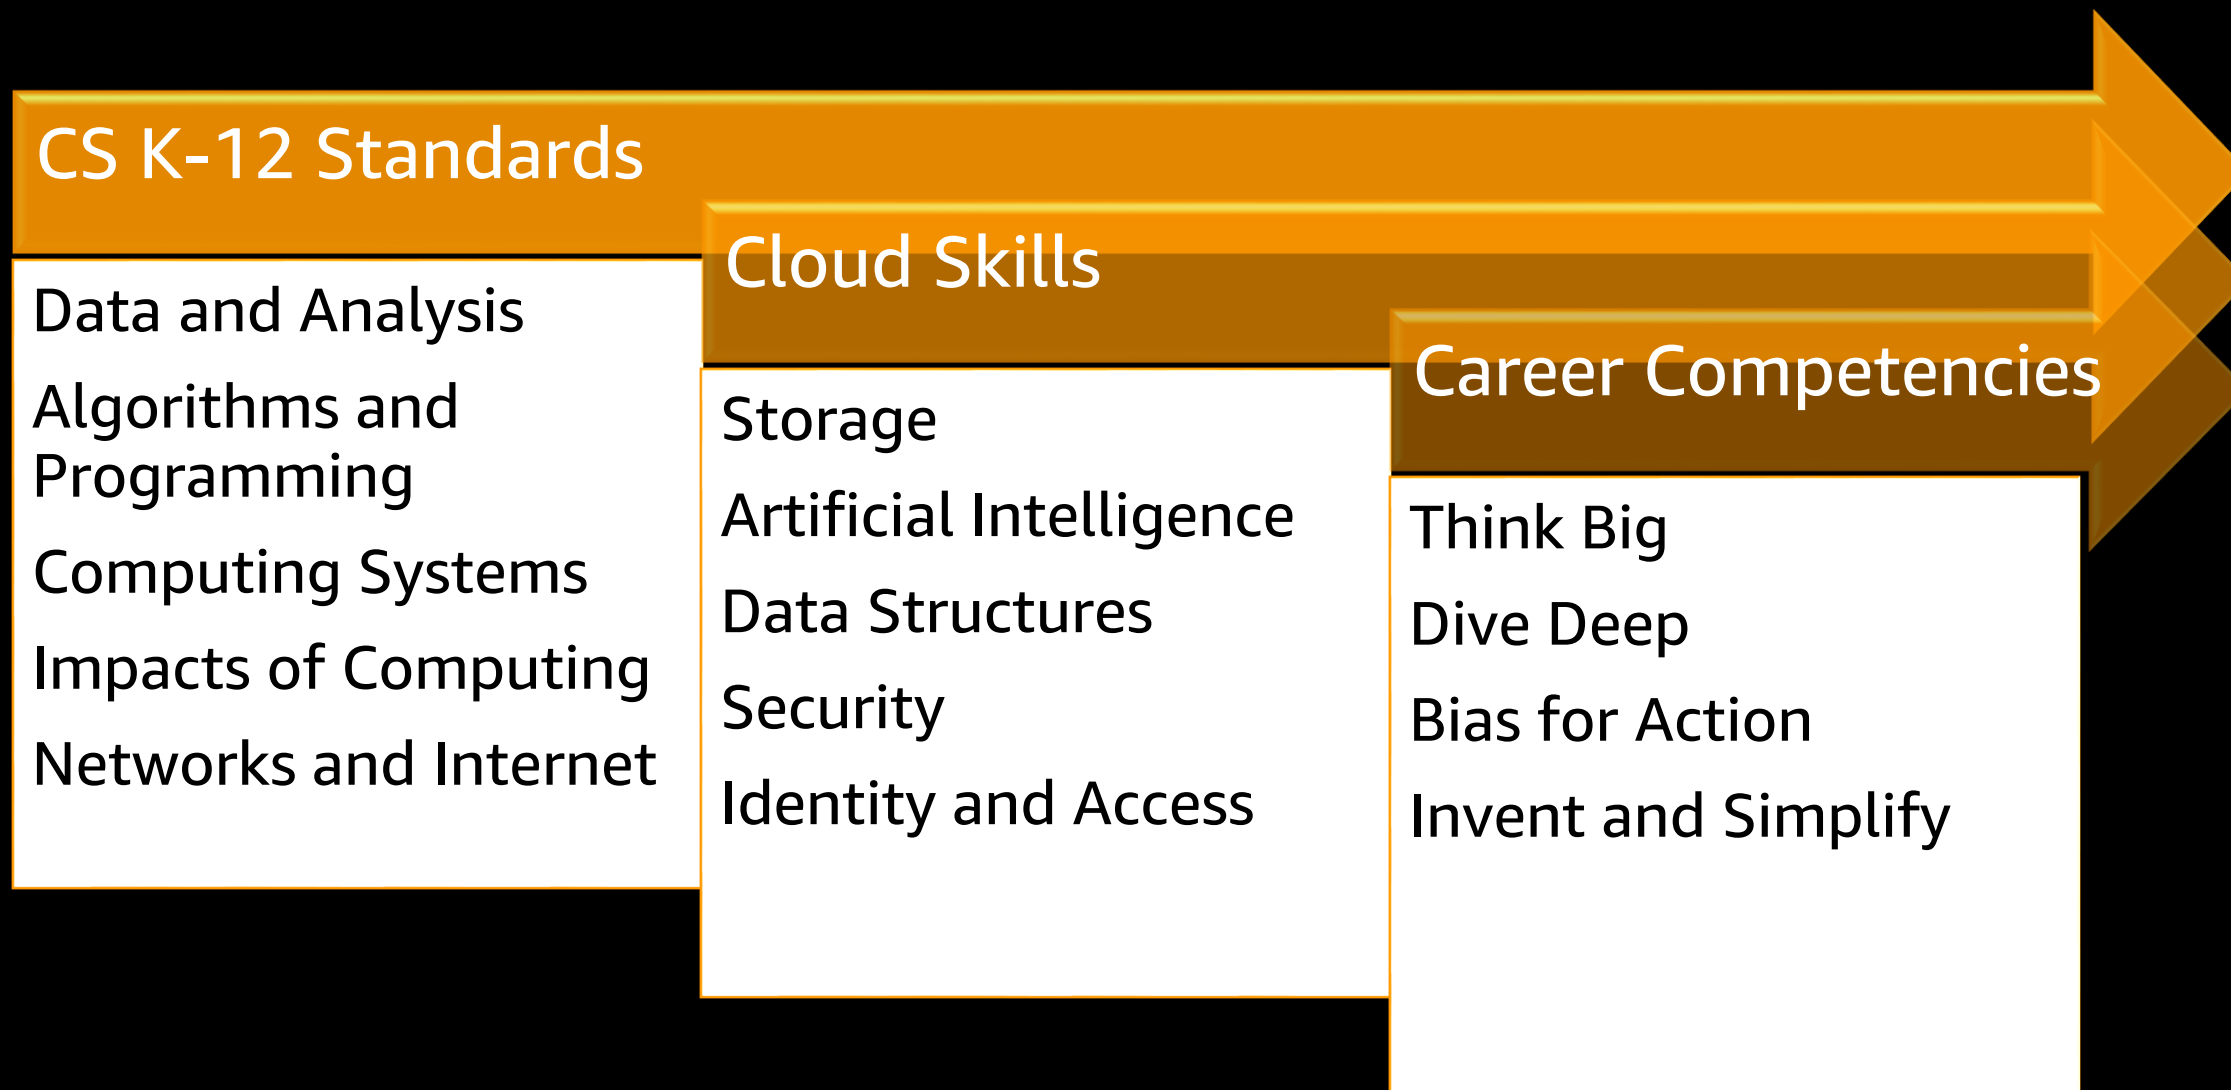 CS K-12 Standards
Data and Analysis
Algorithms and
Programming
Computing Systems
Impacts of Computing
Networks and Internet
Cloud Skills
Storage
Artificial Intelligence
Data Structures
Security
Identity and Access
Career Competencies
Think Big
Dive Deep
Bias for Action
Invent and Simplify